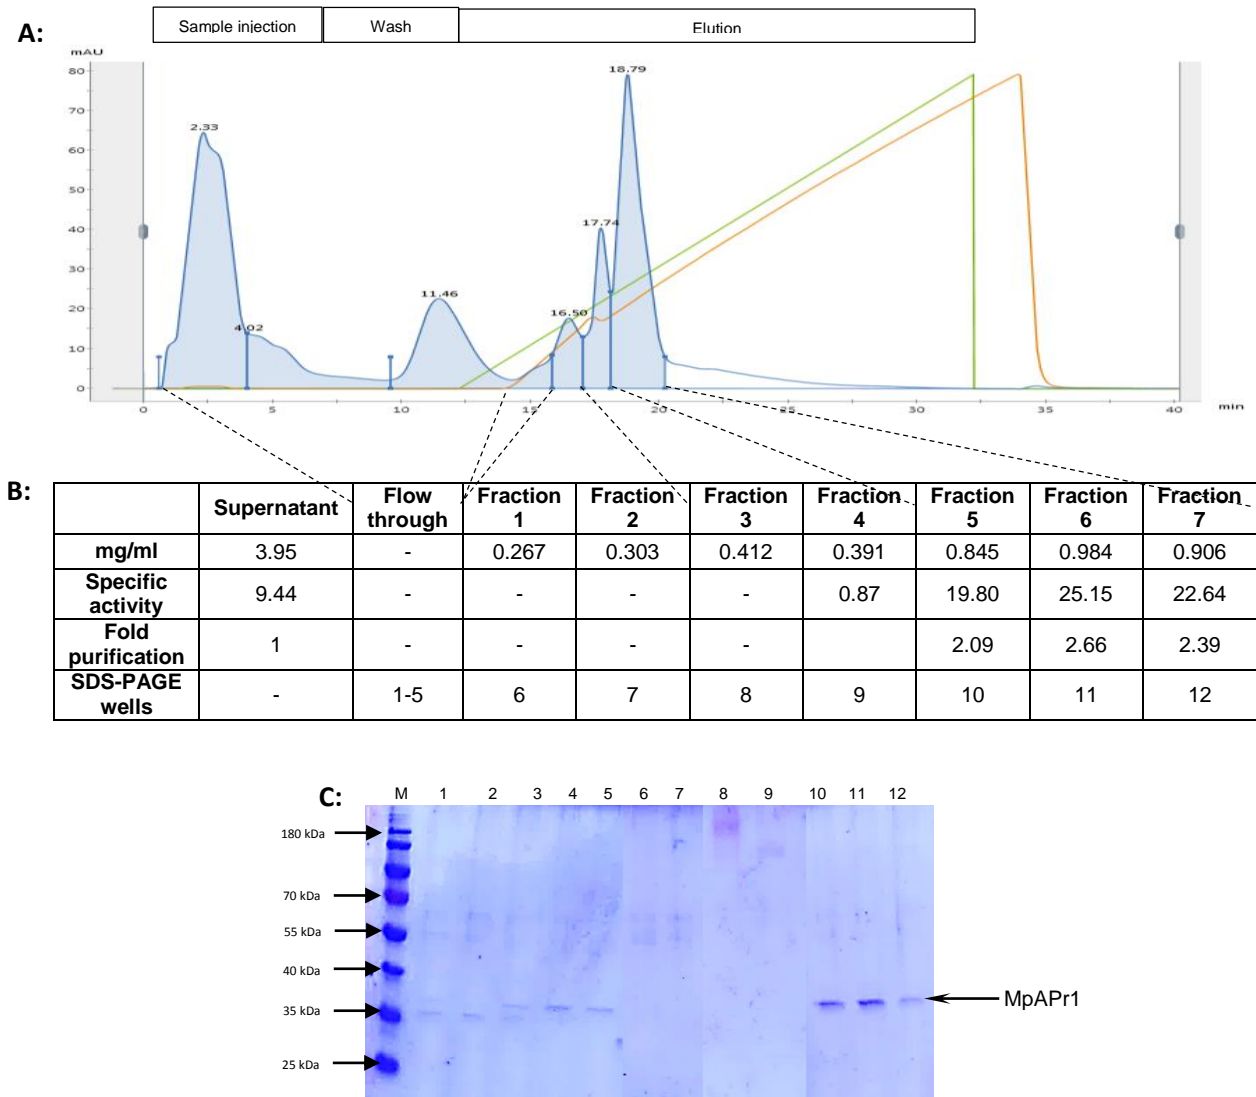 A:
Sample injection Wash Elution
mAU
80
70
60
50
40
30
20
10
0
2.33
4.02
11.46
16.50
17.74
18.79
0 5 10 15 20 25 30 35 40 min
B:
Supernatant Flow through Fraction 1 Fraction 2 Fraction 3 Fraction 4 Fraction 5 Fraction 6 Fraction 7
mg/ml 3.95 - 0.267 0.303 0.412 0.391 0.845 0.984 0.906
Specific activity 9.44 - - - - 0.87 19.80 25.15 22.64
Fold purification 1 - - - - 2.09 2.66 2.39
SDS-PAGE wells - 1-5 6 7 8 9 10 11 12
C:
M 1 2 3 4 5 6 7 8 9 10 11 12
180 kDa
70 kDa
55 kDa
40 kDa
35 kDa
25 kDa
MpAPr1